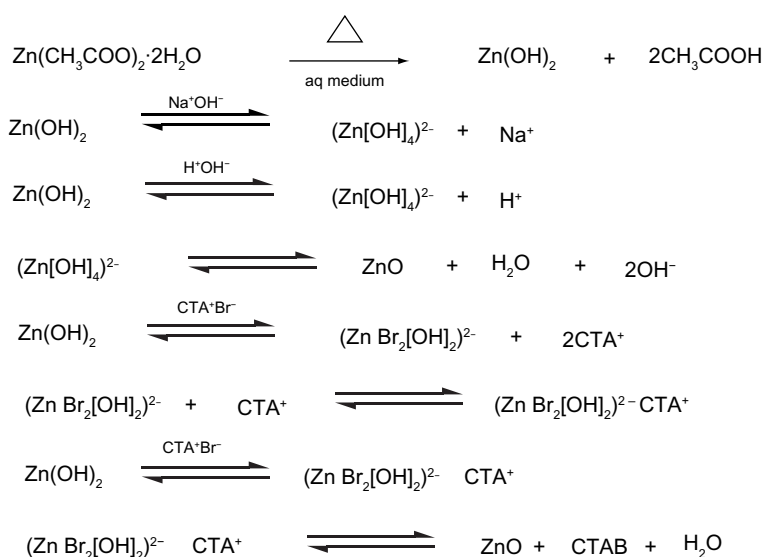 Zn(CH₃COO)₂·2H₂O △ aq medium Zn(OH)₂ + 2CH₃COOH
Zn(OH)₂ Na⁺OH⁻ (Zn[OH]₄)²⁻ + Na⁺
Zn(OH)₂ H⁺OH⁻ (Zn[OH]₄)²⁻ + H⁺
(Zn[OH]₄)²⁻ ZnO + H₂O + 2OH⁻
Zn(OH)₂ CTA⁺Br⁻ (Zn Br₂[OH]₂)²⁻ + 2CTA⁺
(Zn Br₂[OH]₂)²⁻ + CTA⁺ (Zn Br₂[OH]₂)²⁻ CTA⁺
Zn(OH)₂ CTA⁺Br⁻ (Zn Br₂[OH]₂)²⁻ CTA⁺
(Zn Br₂[OH]₂)²⁻ CTA⁺ ZnO + CTAB + H₂O